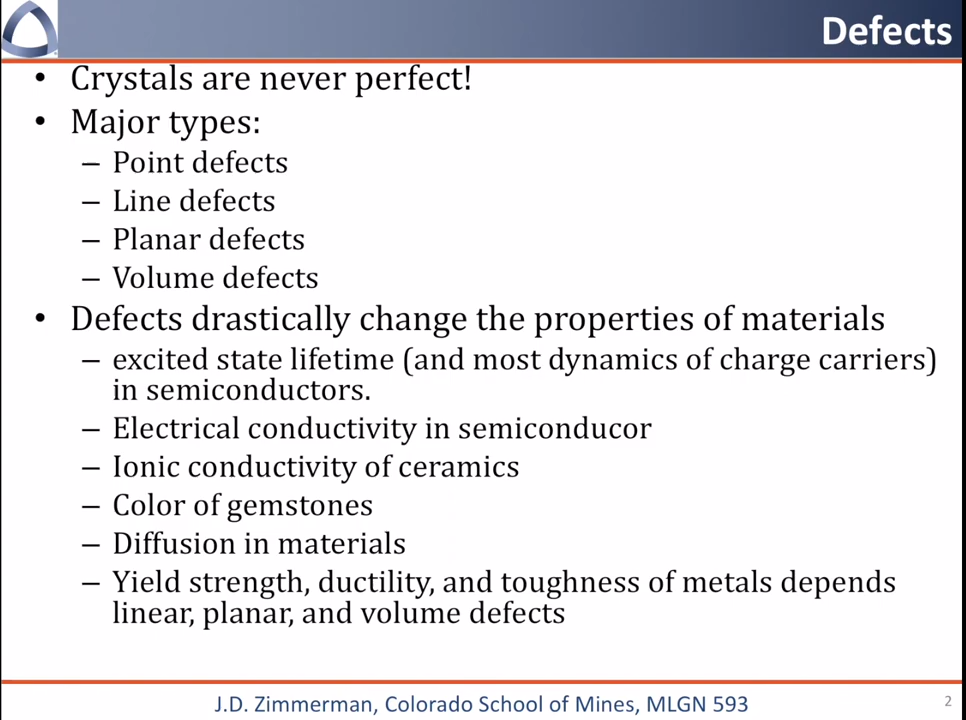 Defects
• Crystals are never perfect!
• Major types:
– Point defects
– Line defects
– Planar defects
– Volume defects
• Defects drastically change the properties of materials
– excited state lifetime (and most dynamics of charge carriers)
in semiconductors.
– Electrical conductivity in semiconducor
– Ionic conductivity of ceramics
– Color of gemstones
– Diffusion in materials
– Yield strength, ductility, and toughness of metals depends
linear, planar, and volume defects
J.D. Zimmerman, Colorado School of Mines, MLGN 593
2